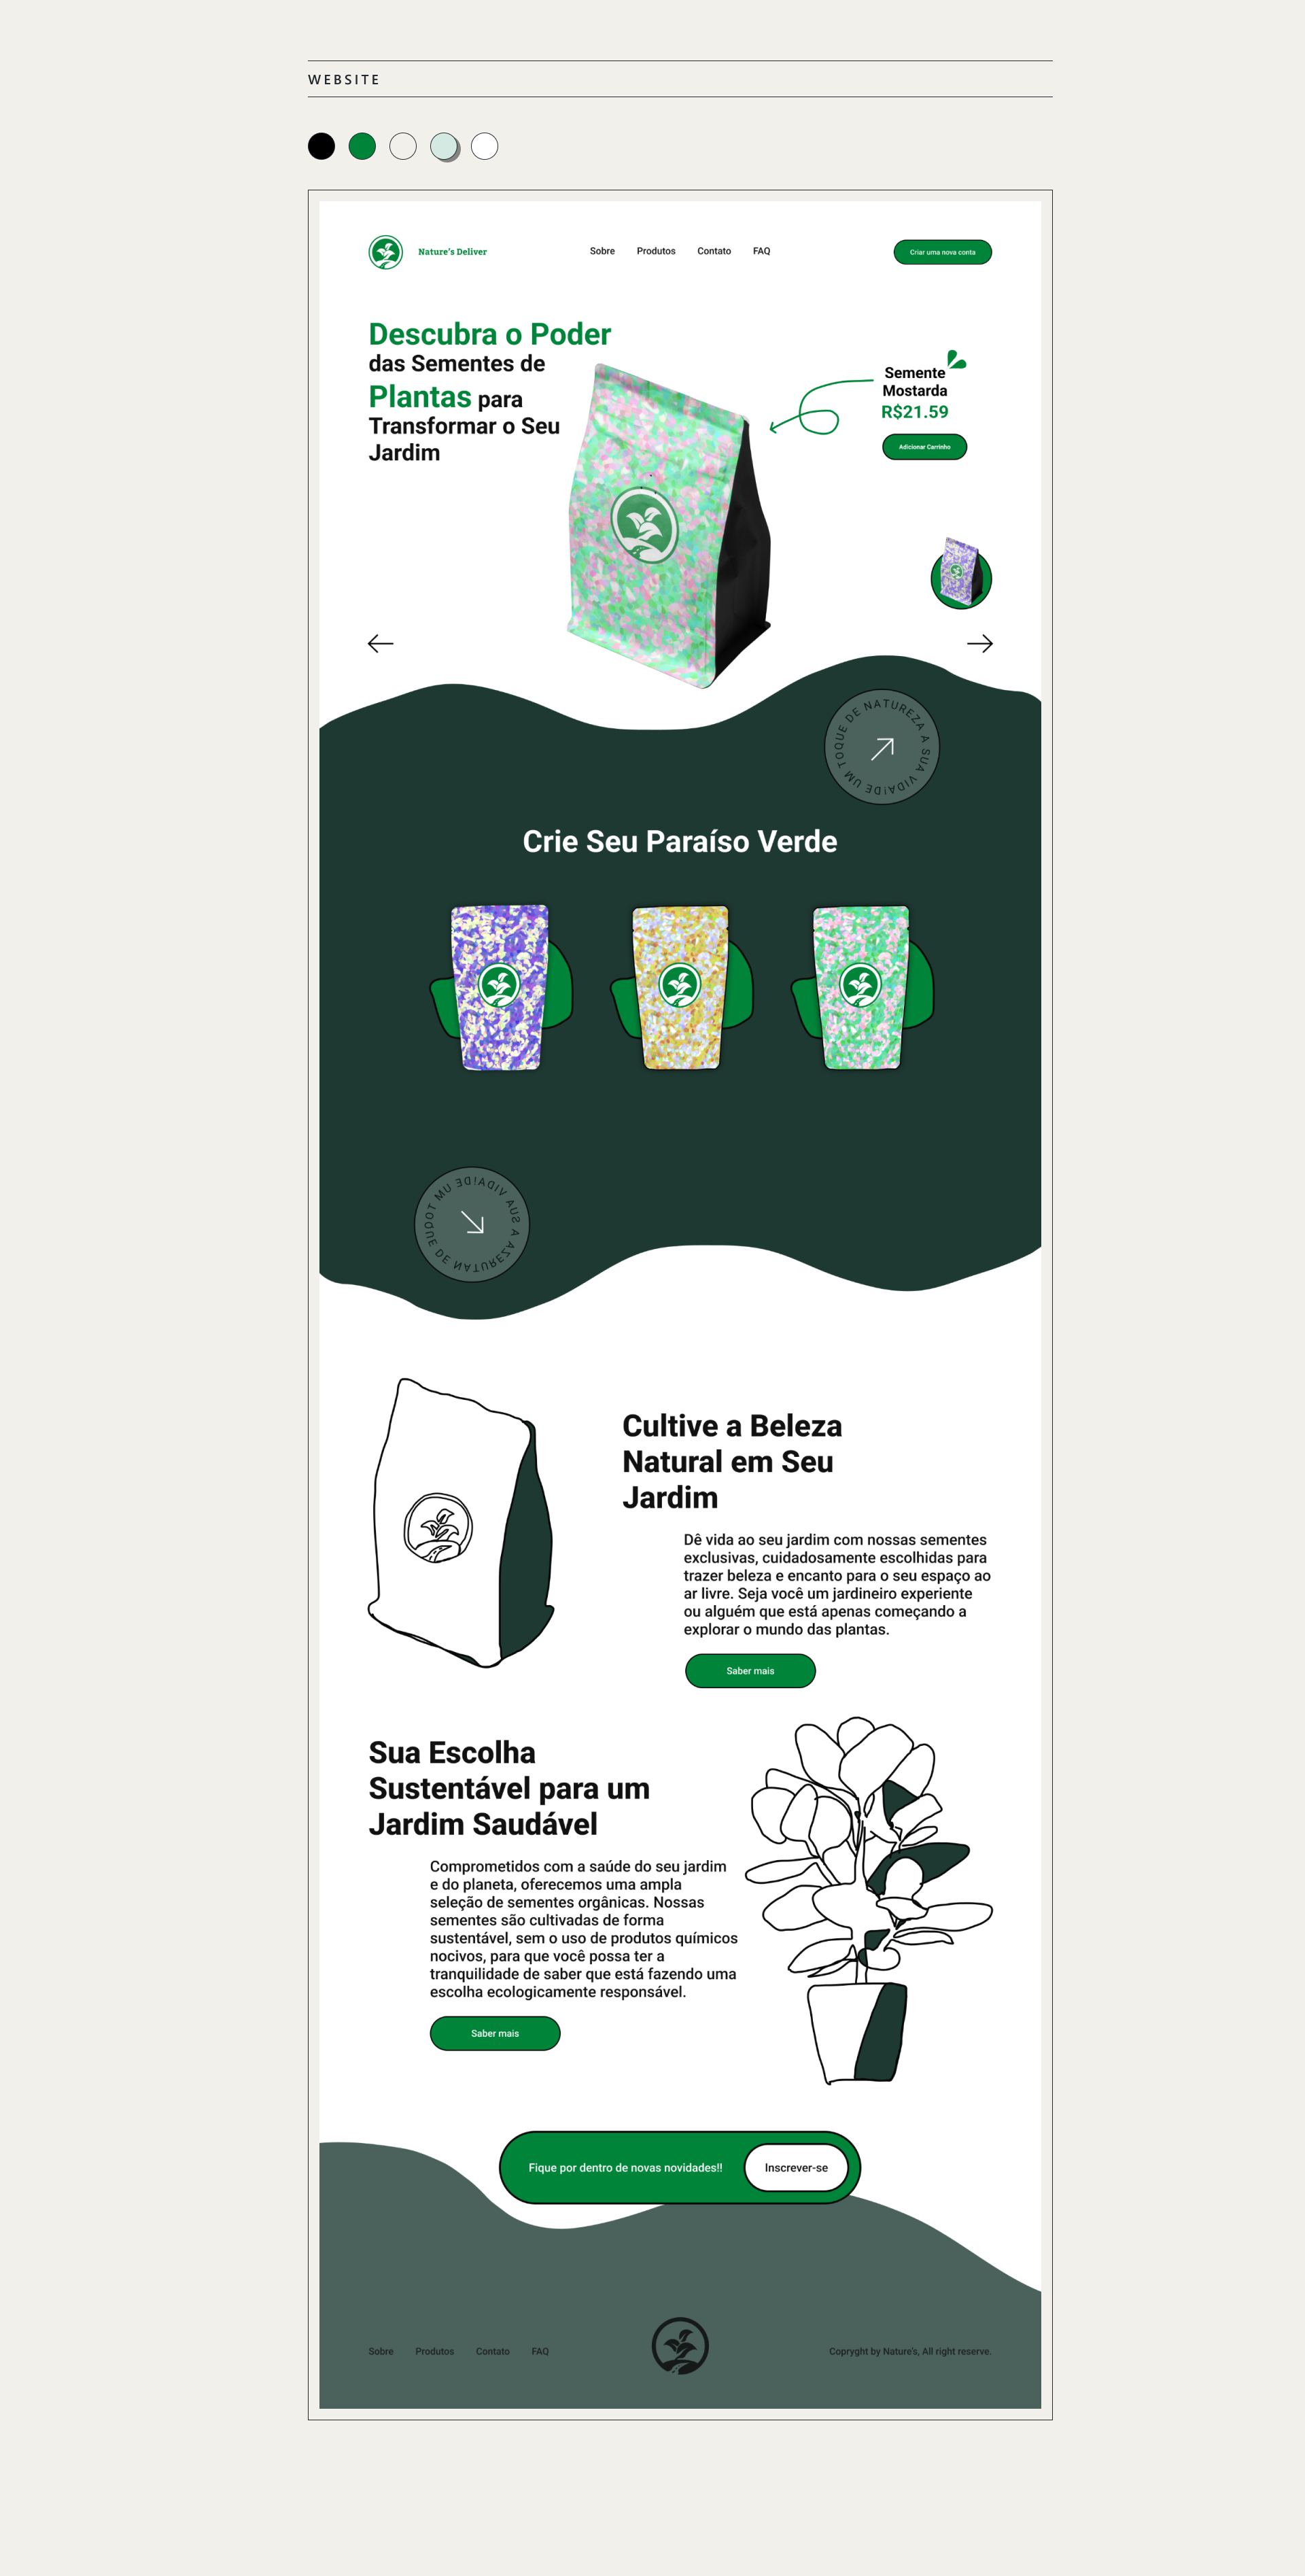 WEBSITE
Nature's Deliver
Sobre Produtos Contato FAQ
Criar uma nova conta
Descubra o Poder
das Sementes de
Plantas para
Transformar o Seu
Jardim
Semente
Mostarda
R$21.59
Adicionar Carrinho
DE UM TOQUE DE NATUREZA A SUA VIDA!
Crie Seu Paraíso Verde
DE UM TOQUE DE NATUREZA A SUA VIDA!
Cultive a Beleza
Natural em Seu
Jardim
Dê vida ao seu jardim com nossas sementes
exclusivas, cuidadosamente escolhidas para
trazer beleza e encanto para o seu espaço ao
ar livre. Seja você um jardineiro experiente
ou alguém que está apenas começando a
explorar o mundo das plantas.
Saber mais
Sua Escolha
Sustentável para um
Jardim Saudável
Comprometidos com a saúde do seu jardim
e do planeta, oferecemos uma ampla
seleção de sementes orgânicas. Nossas
sementes são cultivadas de forma
sustentável, sem o uso de produtos químicos
nocivos, para que você possa ter a
tranquilidade de saber que está fazendo uma
escolha ecologicamente responsável.
Saber mais
Fique por dentro de novas novidades!!
Inscrever-se
Sobre Produtos Contato FAQ
Copryght by Nature's, All right reserve.